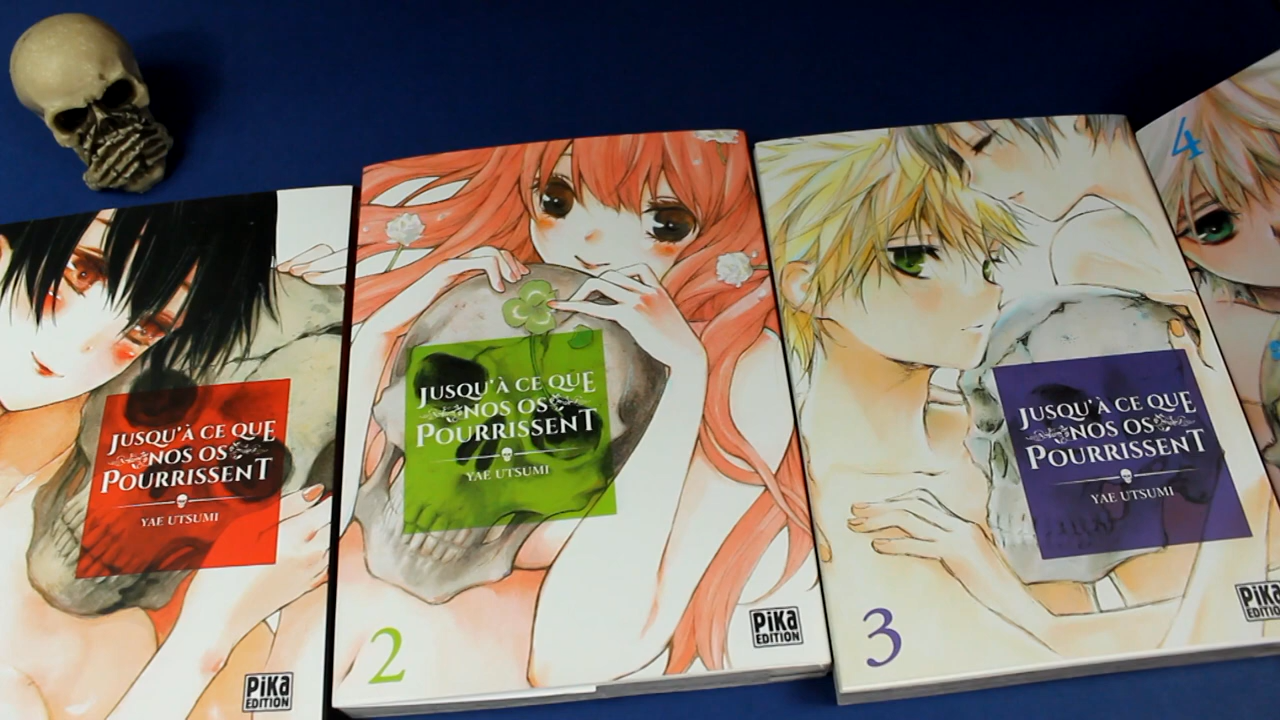 JUSQU'À CE QUE
NOS OS
POURRISSENT
YAE UTSUMI
PiKa
EDITION
JUSQU'À CE QUE
NOS OS
POURRISSENT
YAE UTSUMI
2
PiKa
EDITION
JUSQU'À CE QUE
NOS OS
POURRISSENT
YAE UTSUMI
3
PiKa
EDITION
4